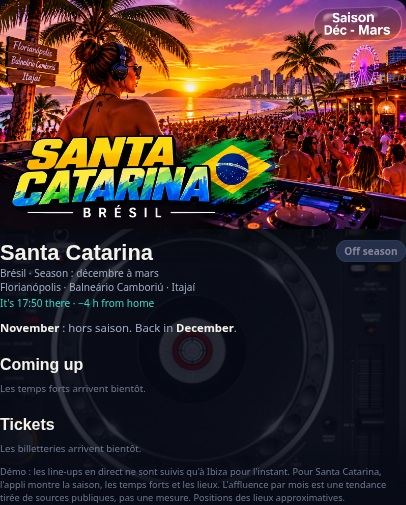 Saison
Déc - Mars
Florianópolis
Balneário Camboriú
Itajaí
SANTA
CATARINA
BRÉSIL
Santa Catarina
Off season
Brésil · Season : décembre à mars
Florianópolis · Balneário Camboriú · Itajaí
It's 17:50 there · −4 h from home
November : hors saison. Back in December.
Coming up
Les temps forts arrivent bientôt.
Tickets
Les billetteries arrivent bientôt.
Démo : les line-ups en direct ne sont suivis qu'à Ibiza pour l'instant. Pour Santa Catarina,
l'appli montre la saison, les temps forts et les lieux. L'affluence par mois est une tendance
tirée de sources publiques, pas une mesure. Positions des lieux approximatives.